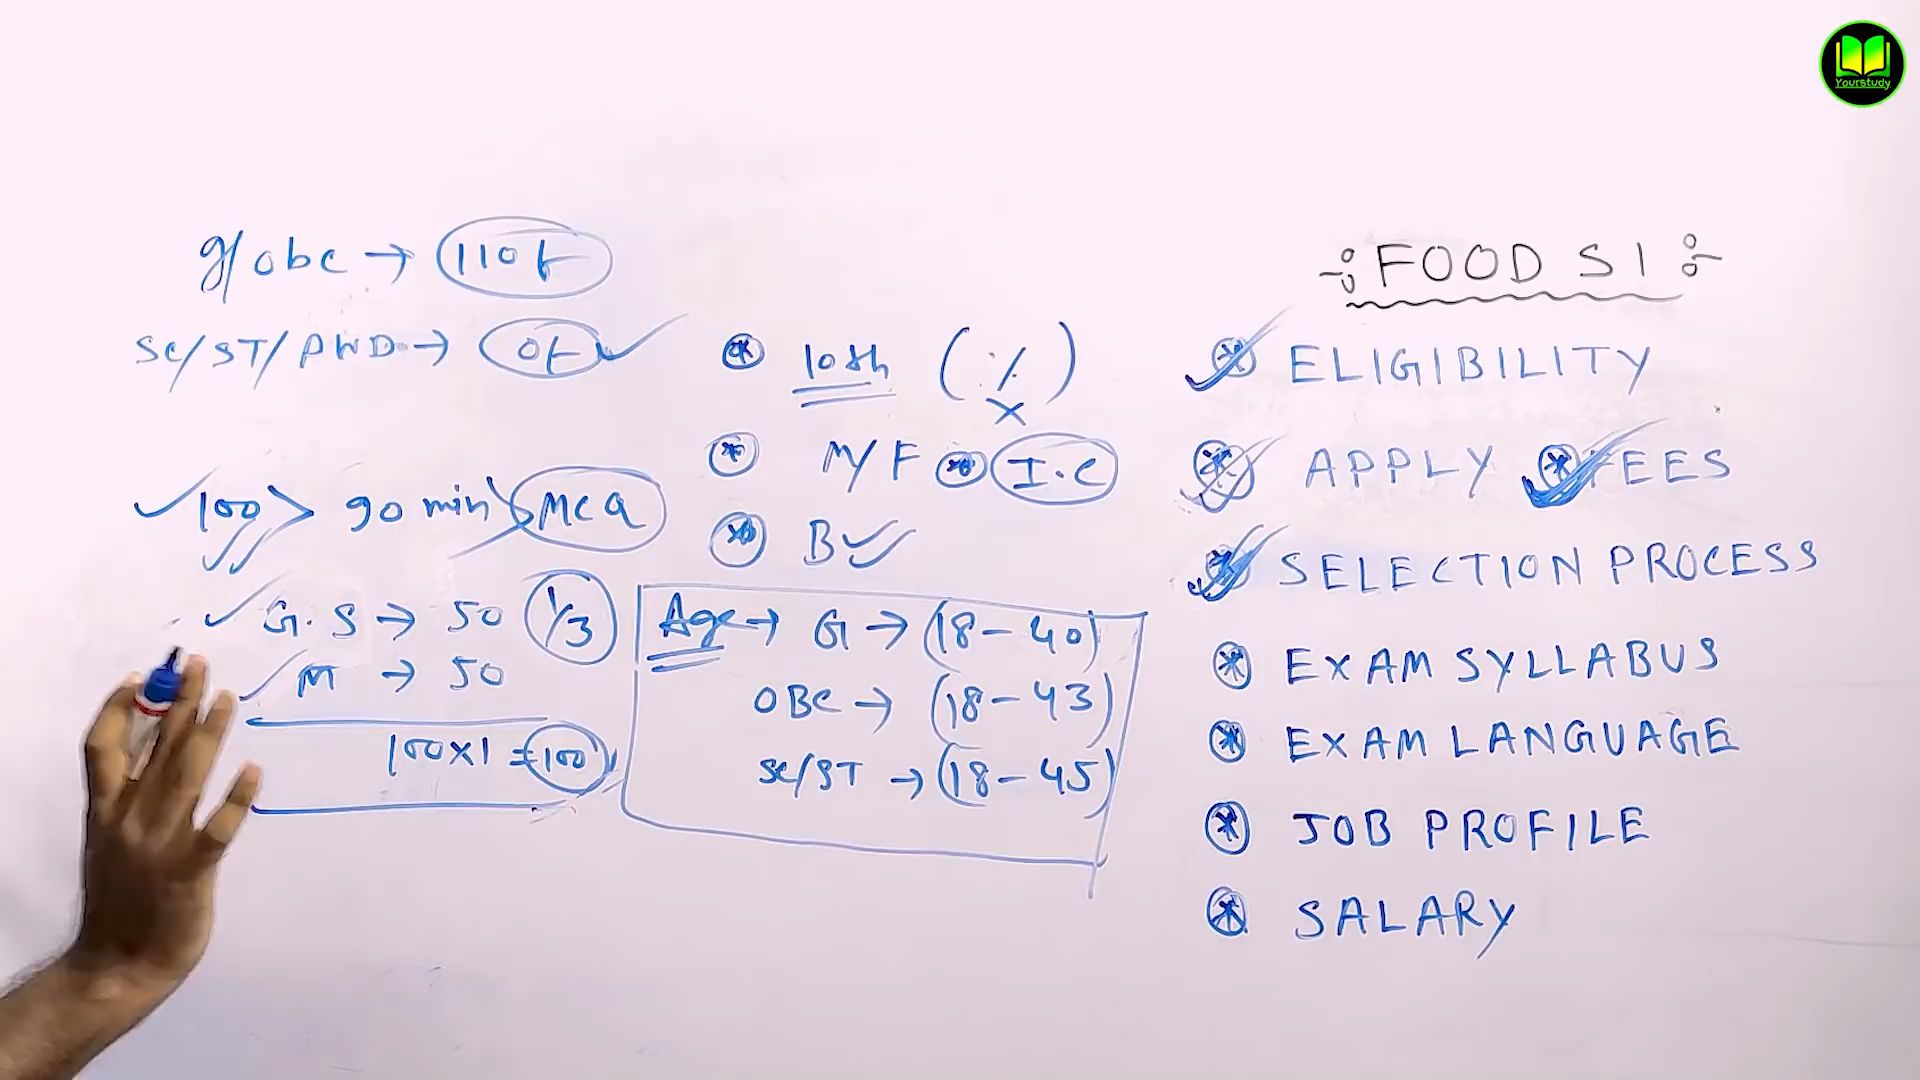 Yourstudy
g/obc → 110/-
SC/ST/PWD → 0/-
100 > 90 min MCQ
G.S → 50 1/3
M → 50
100x1 = 100
10th (%)
x
M/F I.C
B
Age → G → (18-40)
OBC → (18-43)
SC/ST → (18-45)
FOOD SI
ELIGIBILITY
APPLY FEES
SELECTION PROCESS
EXAM SYLLABUS
EXAM LANGUAGE
JOB PROFILE
SALARY